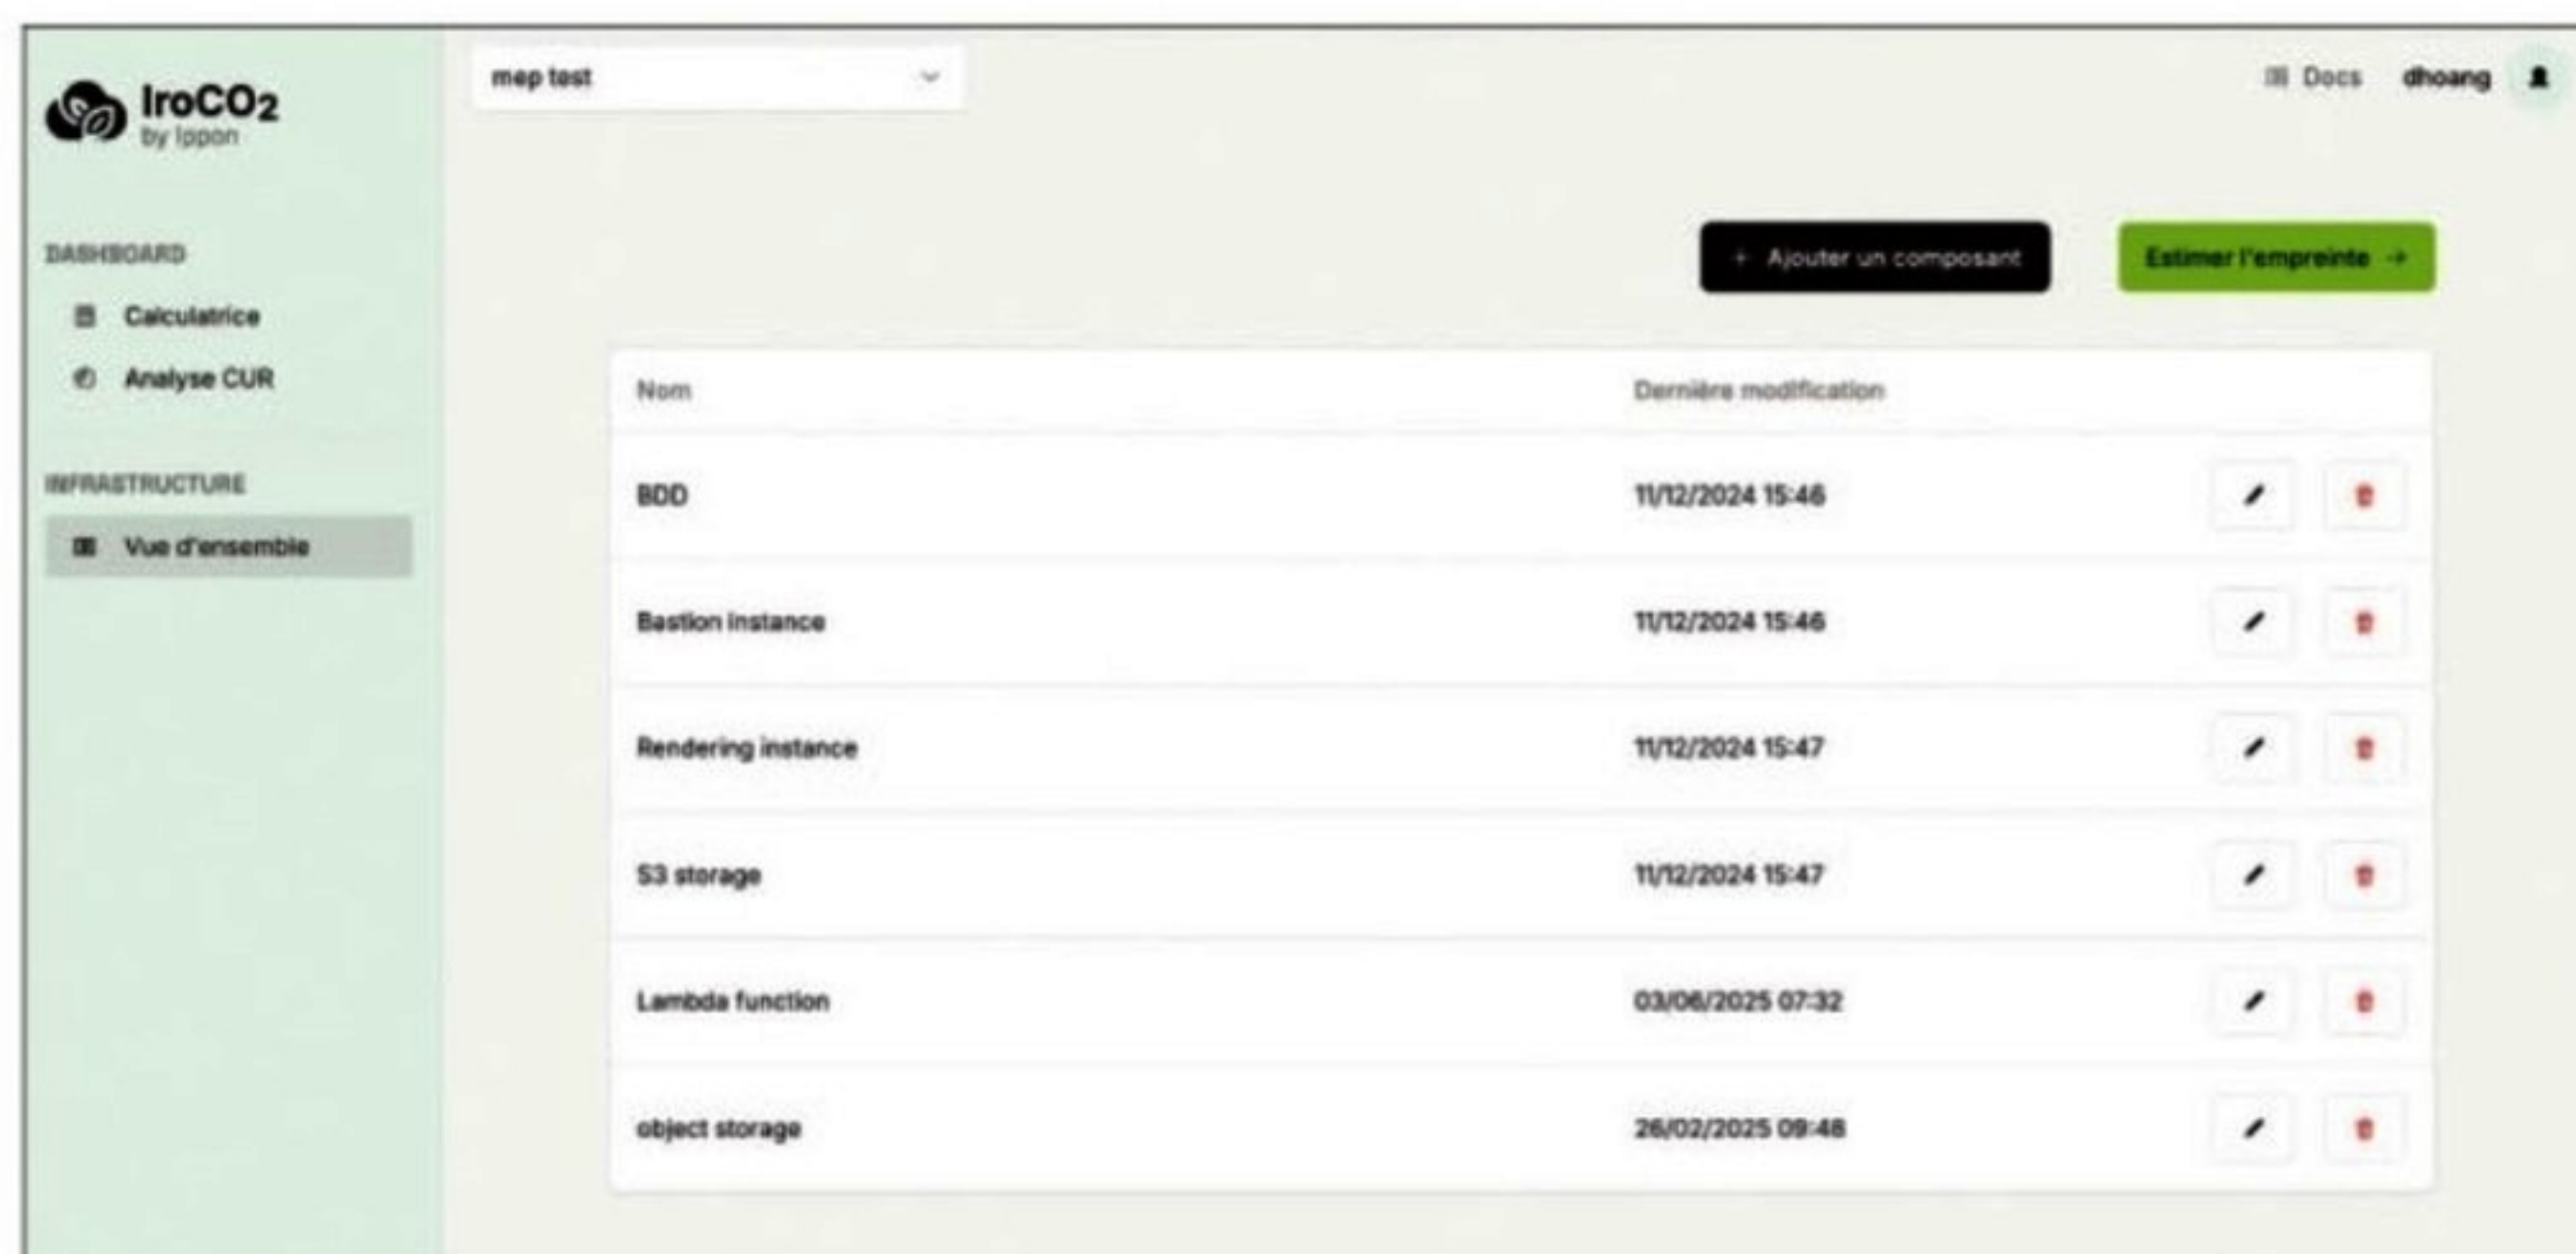 IroCO2
by Ippon
mep test
Docs
dhoang
DASHBOARD
Calculatrice
Analyse CUR
INFRASTRUCTURE
Vue d'ensemble
+ Ajouter un composant
Estimer l'empreinte →
Nom Dernière modification
BDD 11/12/2024 15:46
Bastion instance 11/12/2024 15:46
Rendering instance 11/12/2024 15:47
S3 storage 11/12/2024 15:47
Lambda function 03/06/2025 07:32
object storage 26/02/2025 09:48